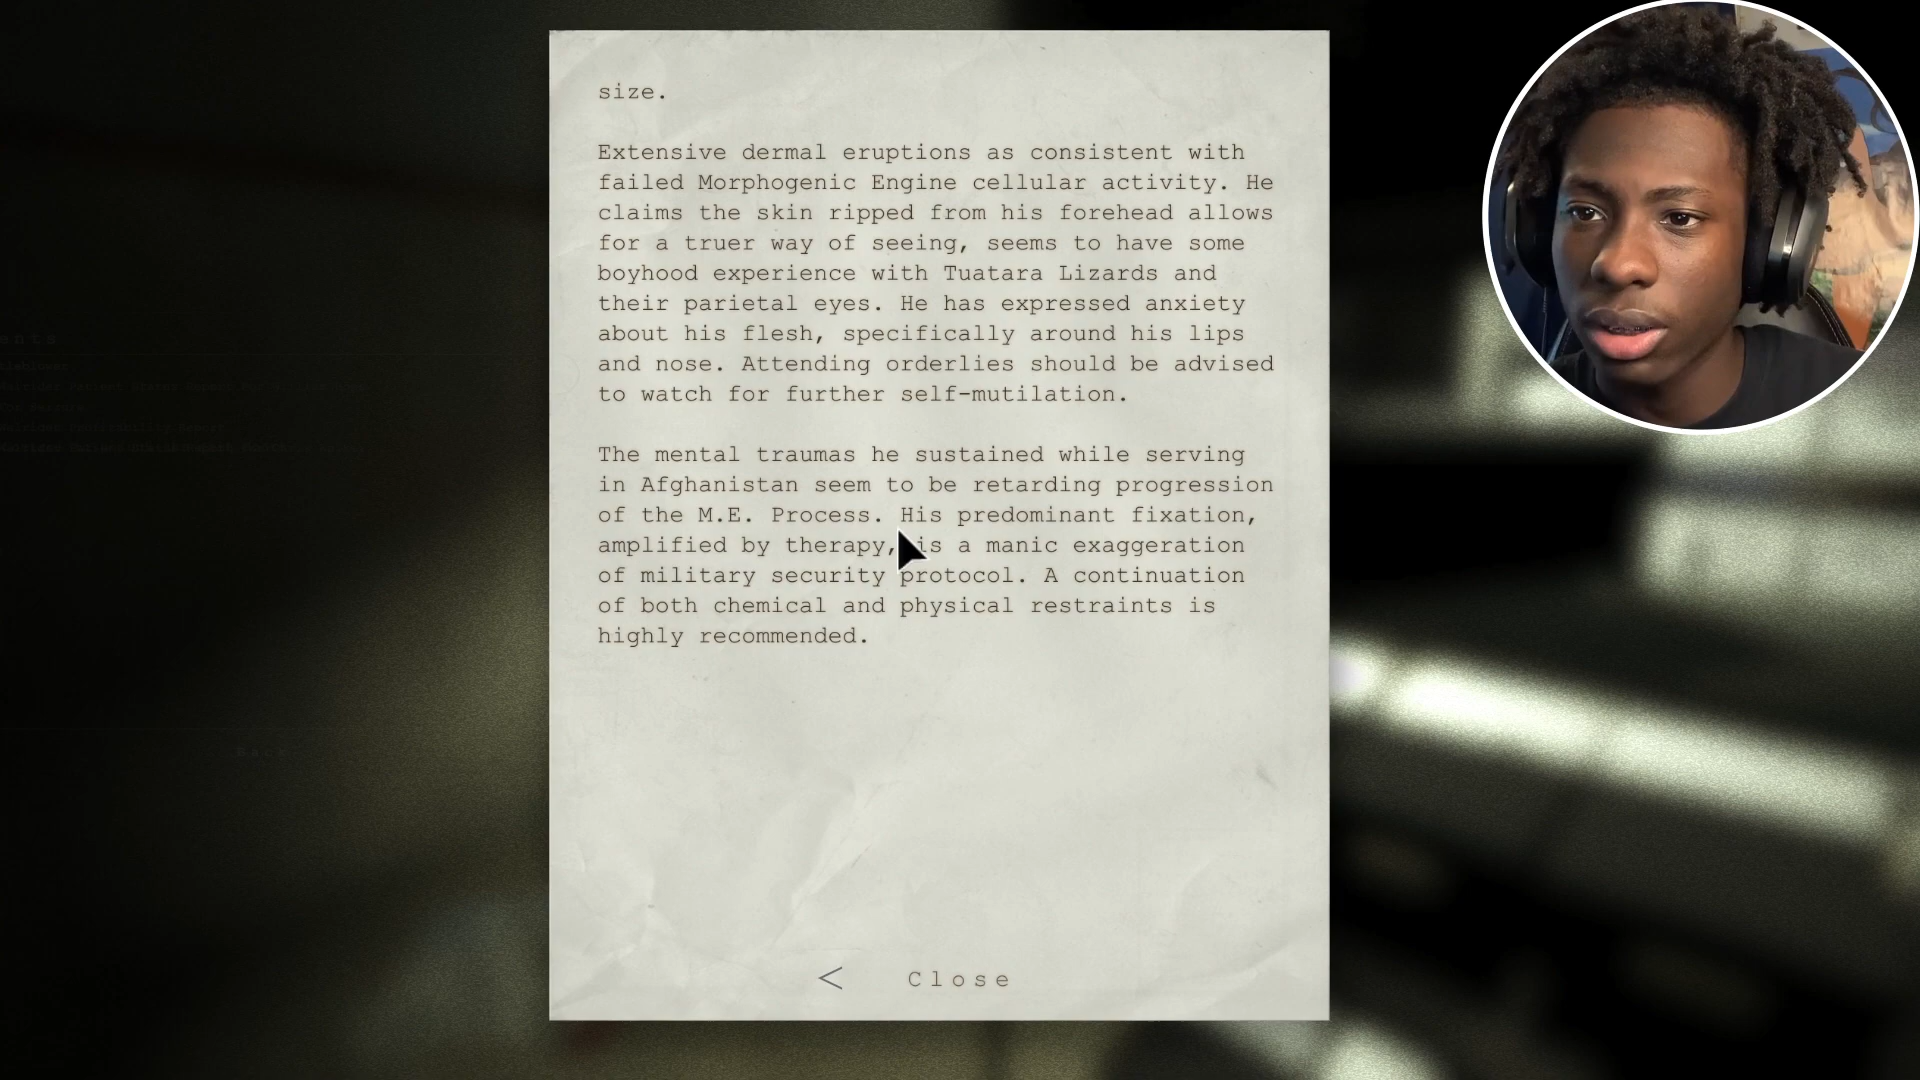 size.
Extensive dermal eruptions as consistent with
failed Morphogenic Engine cellular activity. He
claims the skin ripped from his forehead allows
for a truer way of seeing, seems to have some
boyhood experience with Tuatara Lizards and
their parietal eyes. He has expressed anxiety
about his flesh, specifically around his lips
and nose. Attending orderlies should be advised
to watch for further self-mutilation.
The mental traumas he sustained while serving
in Afghanistan seem to be retarding progression
of the M.E. Process. His predominant fixation,
amplified by therapy, is a manic exaggeration
of military security protocol. A continuation
of both chemical and physical restraints is
highly recommended.
< Close